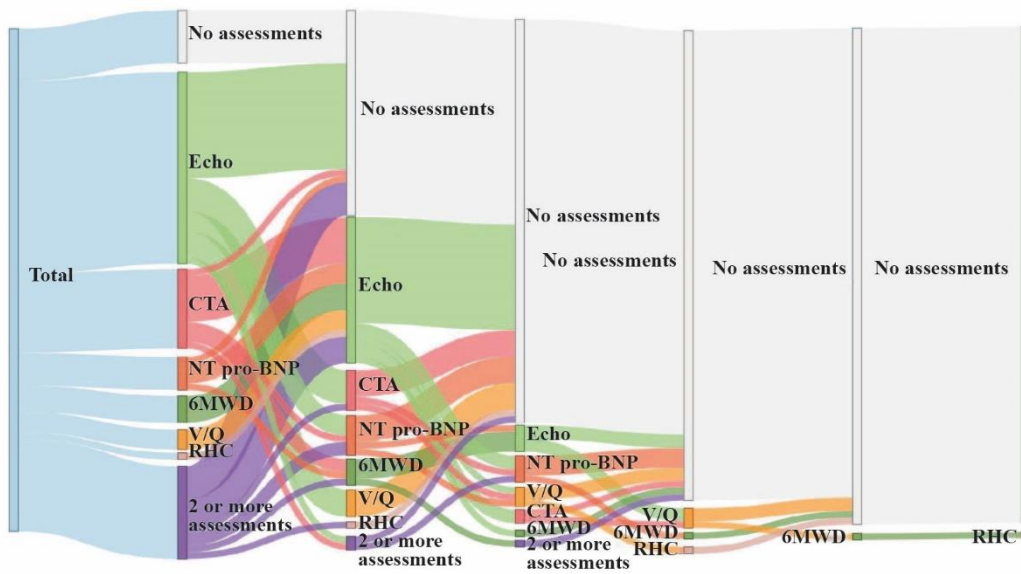 Total
No assessments
Echo
CTA
NT pro-BNP
6MWD
V/Q
RHC
2 or more
assessments
No assessments
Echo
CTA
NT pro-BNP
6MWD
V/Q
RHC
2 or more assessments
No assessments
Echo
NT pro-BNP
V/Q
CTA
6MWD
2 or more
assessments
No assessments
V/Q
6MWD
RHC
No assessments
6MWD
No assessments
RHC